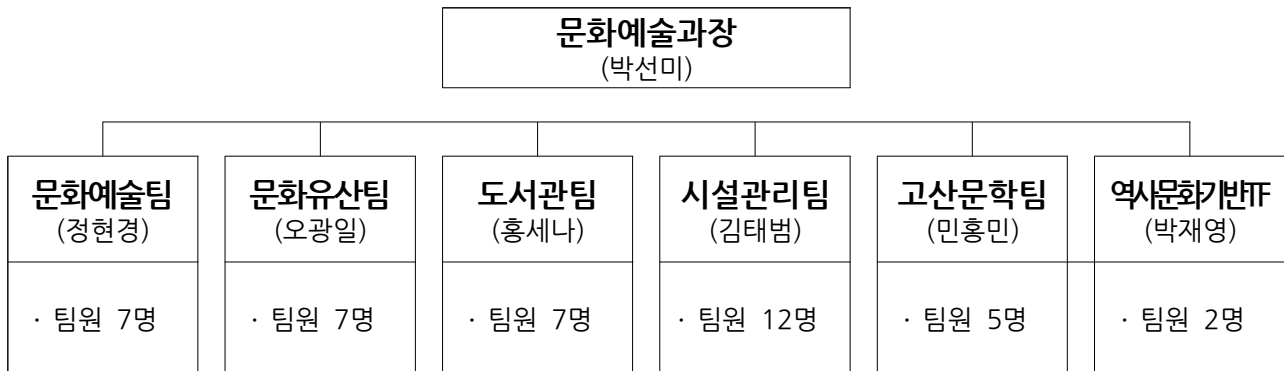 문화예술과장
(박선미)
문화예술팀
(정현경)
· 팀원 7명
문화유산팀
(오광일)
· 팀원 7명
도서관팀
(홍세나)
· 팀원 7명
시설관리팀
(김태범)
· 팀원 12명
고산문학팀
(민홍민)
· 팀원 5명
역사문화기반TF
(박재영)
· 팀원 2명